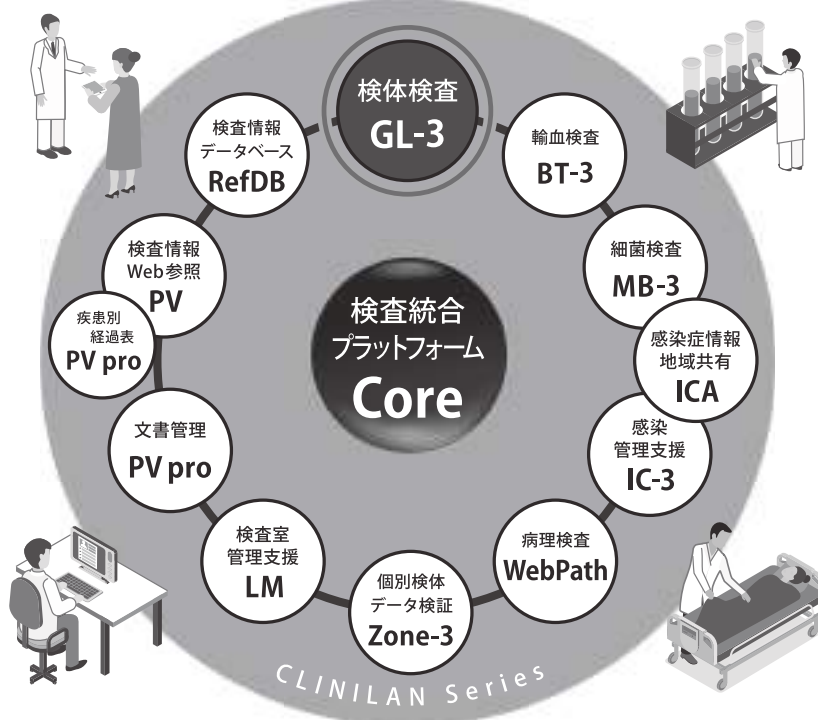 検体検査
GL-3
輸血検査
BT-3
細菌検査
MB-3
感染症情報
地域共有
ICA
感染
管理支援
IC-3
病理検査
WebPath
個別検体
データ検証
Zone-3
検査室
管理支援
LM
文書管理
PV pro
疾患別
経過表
PV pro
検査情報
Web参照
PV
検査情報
データベース
RefDB
検査統合
プラットフォーム
Core
CLINILAN Series